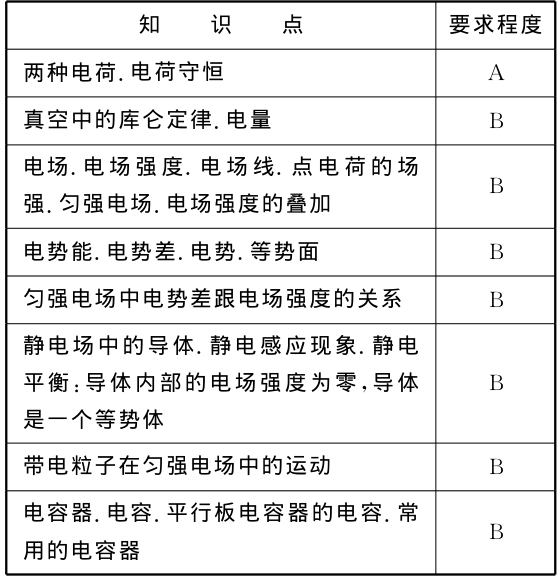 知 识 点 要求程度
两种电荷.电荷守恒 A
真空中的库仑定律.电量 B
电场.电场强度.电场线.点电荷的场
强.匀强电场.电场强度的叠加 B
电势能.电势差.电势.等势面 B
匀强电场中电势差跟电场强度的关系 B
静电场中的导体.静电感应现象.静电
平衡:导体内部的电场强度为零,导体 B
是一个等势体
带电粒子在匀强电场中的运动 B
电容器.电容.平行板电容器的电容.常
用的电容器 B